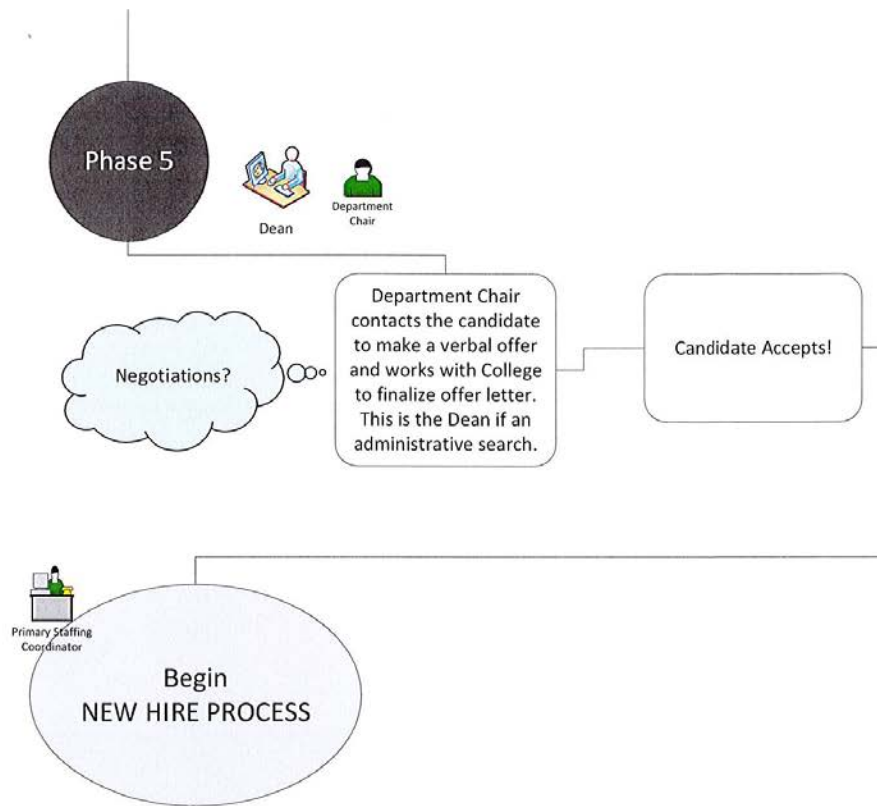 Phase 5
Dean
Department
Chair
Department Chair
contacts the candidate
to make a verbal offer
and works with College
to finalize offer letter.
This is the Dean if an
administrative search.
Negotiations?
Candidate Accepts!
Primary Staffing
Coordinator
Begin
NEW HIRE PROCESS